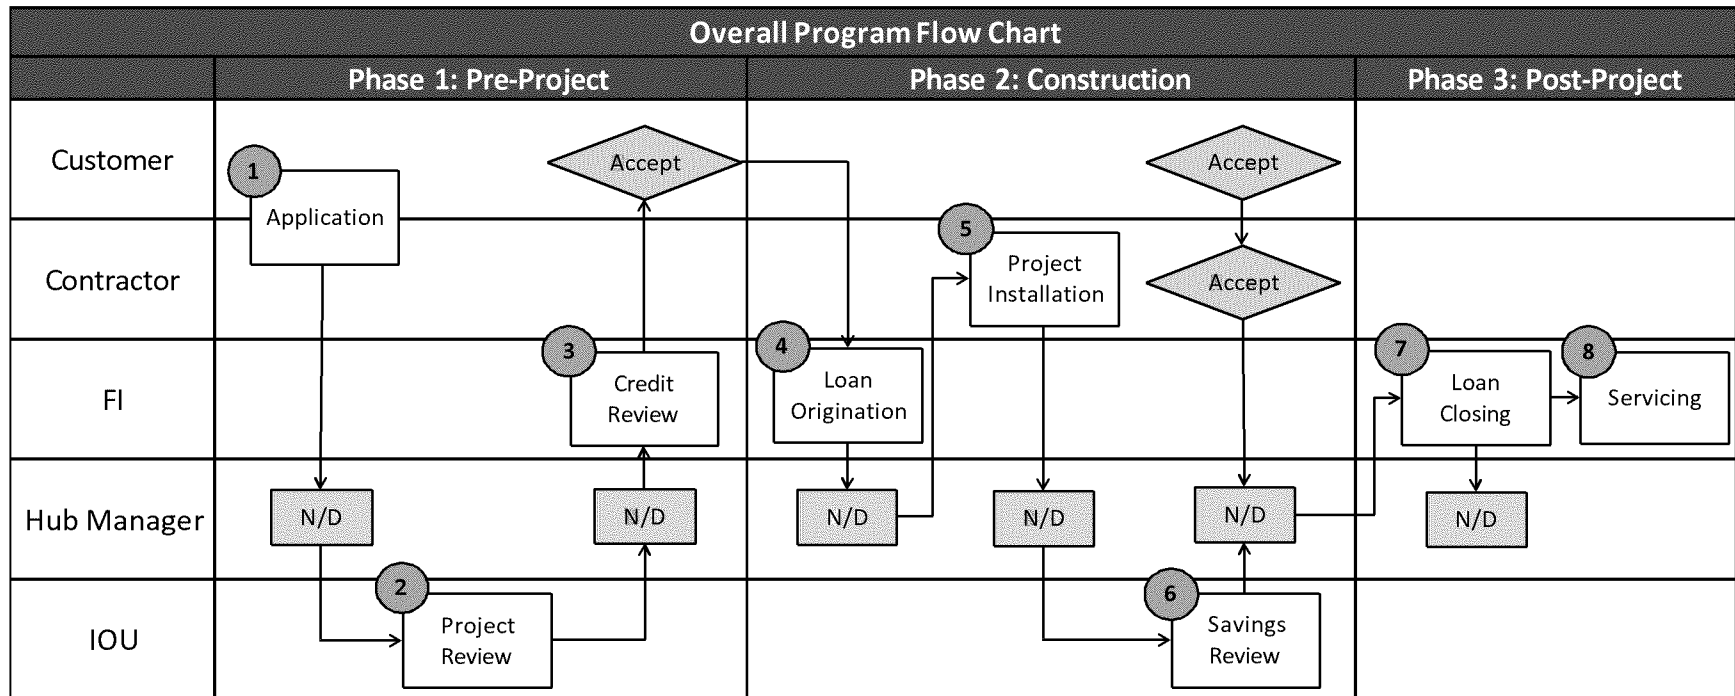 Overall Program Flow Chart
Phase 1: Pre-Project
Phase 2: Construction
Phase 3: Post-Project
Customer
1
Application
Accept
Accept
Contractor
5
Project
Installation
Accept
FI
3
Credit
Review
4
Loan
Origination
7
Loan
Closing
8
Servicing
Hub Manager
N/D
N/D
N/D
N/D
N/D
N/D
IOU
2
Project
Review
6
Savings
Review